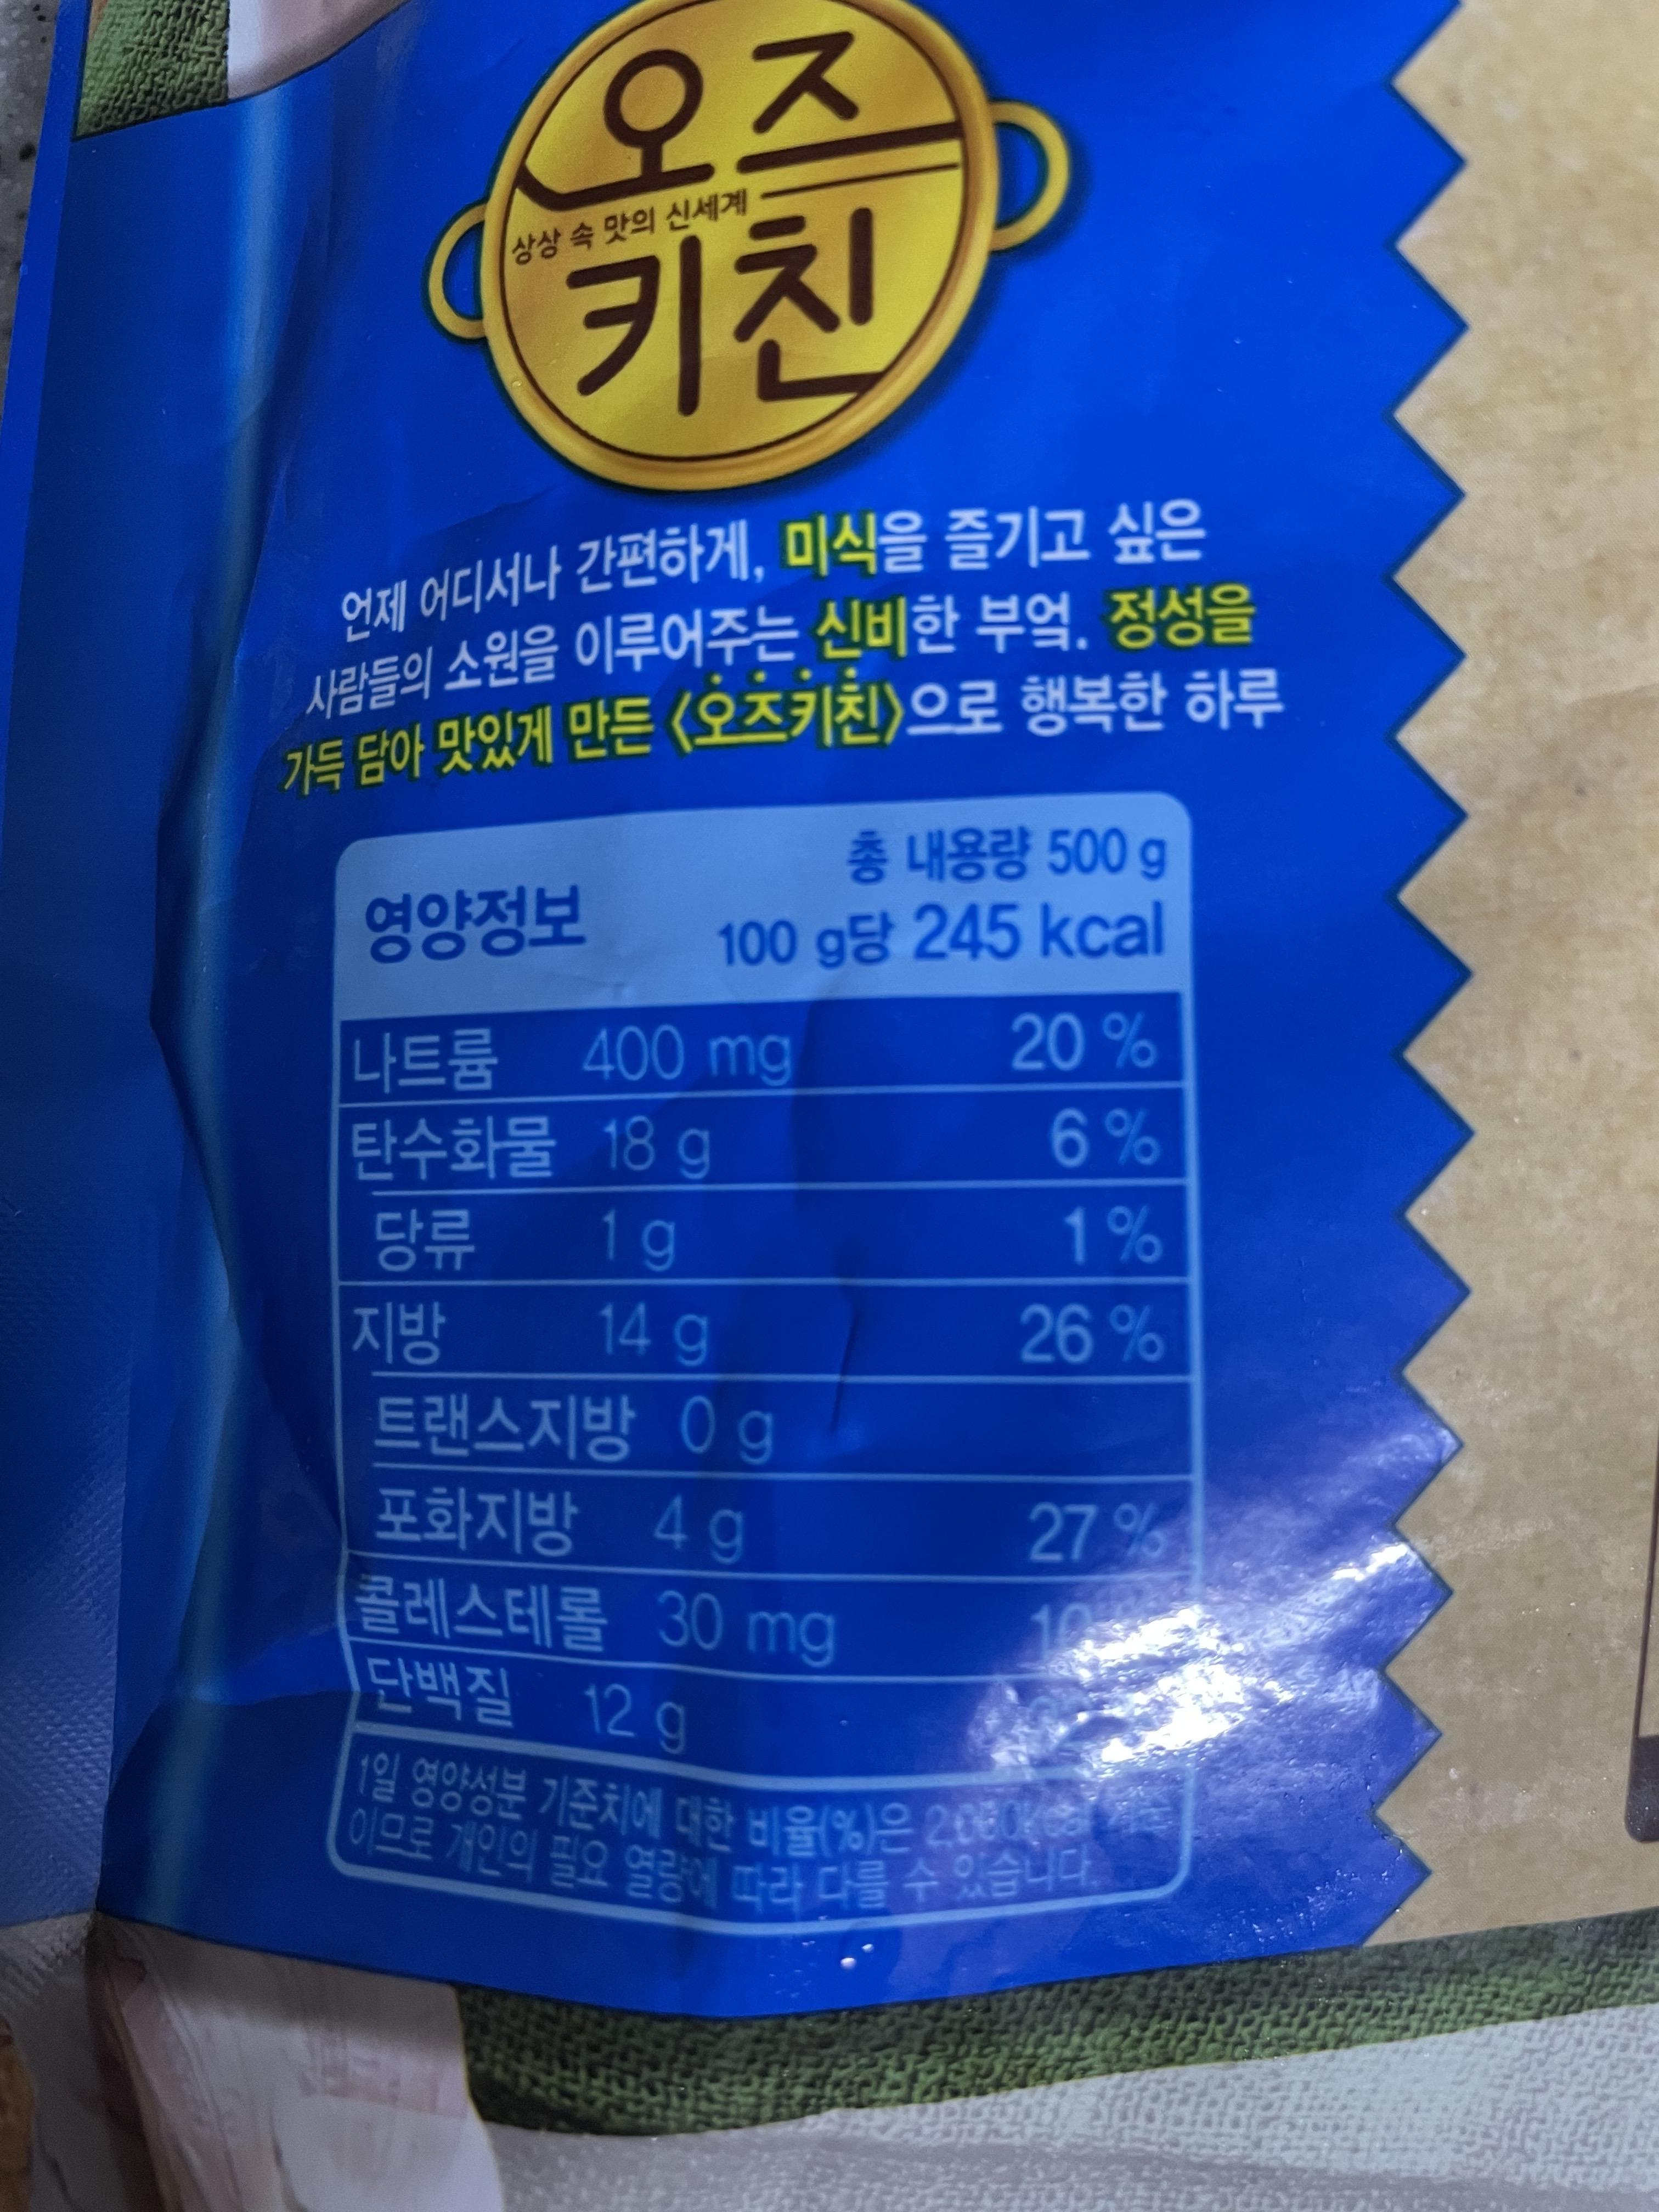 오즈
상상 속 맛의 신세계
키친
언제 어디서나 간편하게, 미식을 즐기고 싶은
사람들의 소원을 이루어주는 신비한 부엌. 정성을
가득 담아 맛있게 만든 〈오즈키친〉으로 행복한 하루
총 내용량 500 g
영양정보 100 g당 245 kcal
나트륨 400 mg 20 %
탄수화물 18 g 6 %
당류 1 g 1 %
지방 14 g 26 %
트랜스지방 0 g
포화지방 4 g 27 %
콜레스테롤 30 mg 10
단백질 12 g
1일 영양성분 기준치에 대한 비율(%)은 2,000kcal
이므로 개인의 필요 열량에 따라 다를 수 있습니다.